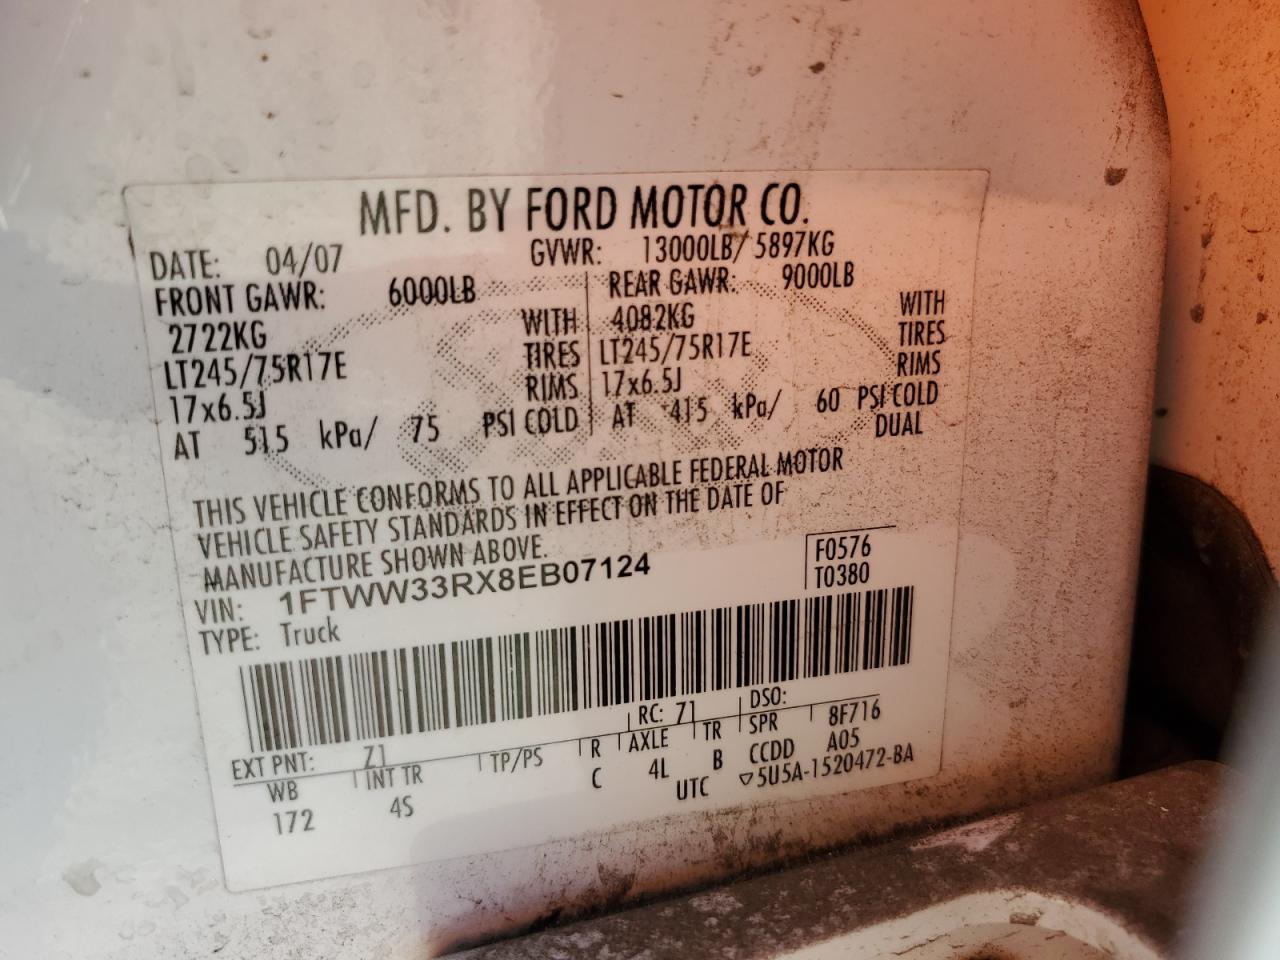 MFD. BY FORD MOTOR CO.
DATE: 04/07 GVWR: 13000LB/ 5897KG
FRONT GAWR: 6000LB REAR GAWR: 9000LB
2722KG WITH 4082KG WITH
LT245/75R17E TIRES LT245/75R17E TIRES
17x6.5J RIMS 17x6.5J RIMS
AT 515 kPa/ 75 PSI COLD AT 415 kPa/ 60 PSI COLD
DUAL
THIS VEHICLE CONFORMS TO ALL APPLICABLE FEDERAL MOTOR
VEHICLE SAFETY STANDARDS IN EFFECT ON THE DATE OF
MANUFACTURE SHOWN ABOVE.
VIN: 1FTWW33RX8EB07124 F0576
TYPE: Truck T0380
EXT PNT: Z1 RC: 71 DSO:
WB INT TR TP/PS R AXLE TR SPR 8F716
172 4S C 4L B CCDD A05
UTC ▽5U5A-1520472-BA